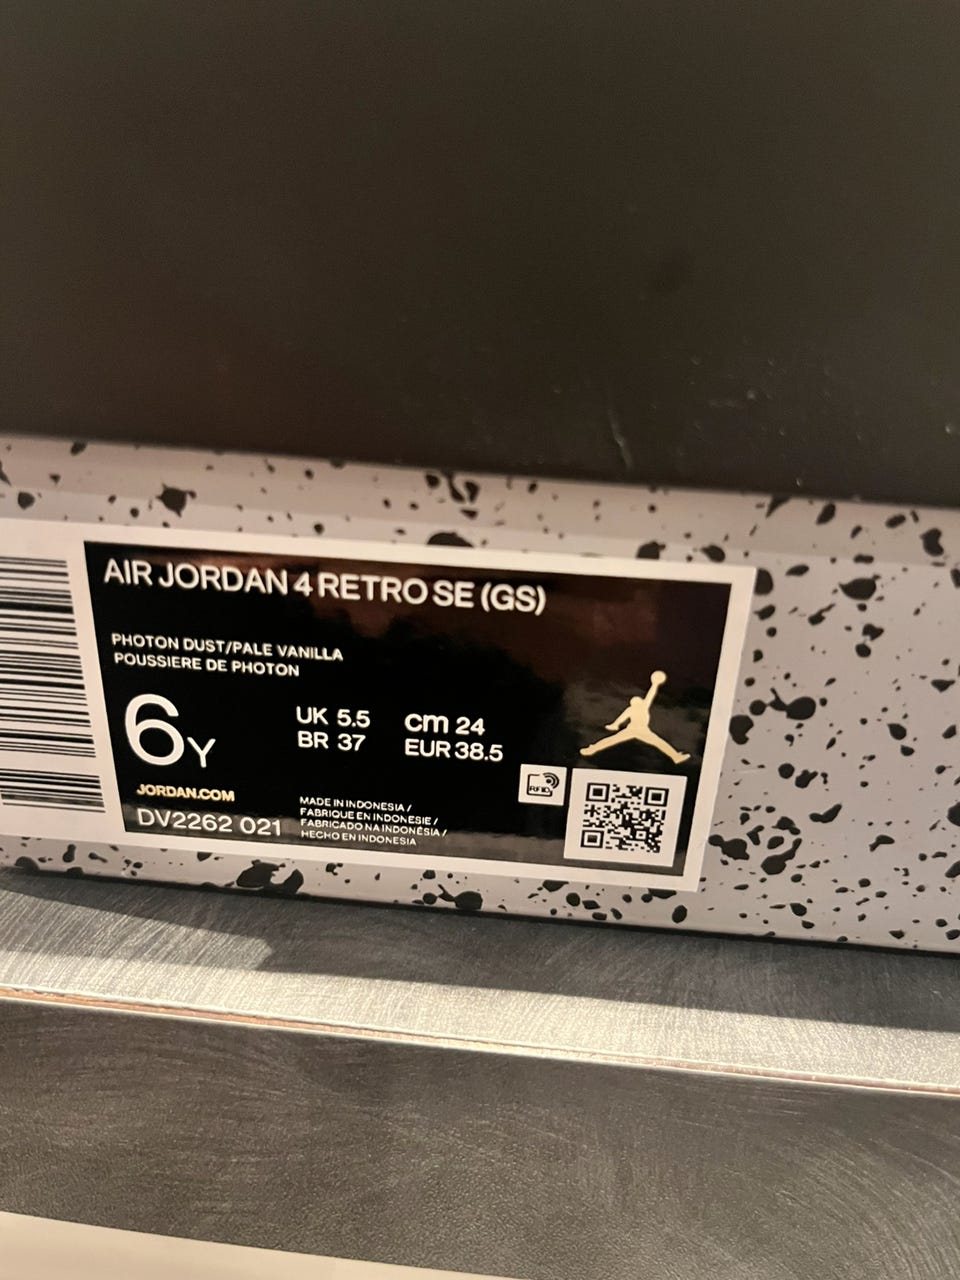 AIR JORDAN 4 RETRO SE (GS)
PHOTON DUST/PALE VANILLA
POUSSIERE DE PHOTON
6Y
UK 5.5
BR 37
cm 24
EUR 38.5
RFID
JORDAN.COM
DV2262 021
MADE IN INDONESIA /
FABRIQUE EN INDONESIE /
FABRICADO NA INDONÉSIA /
HECHO EN INDONESIA